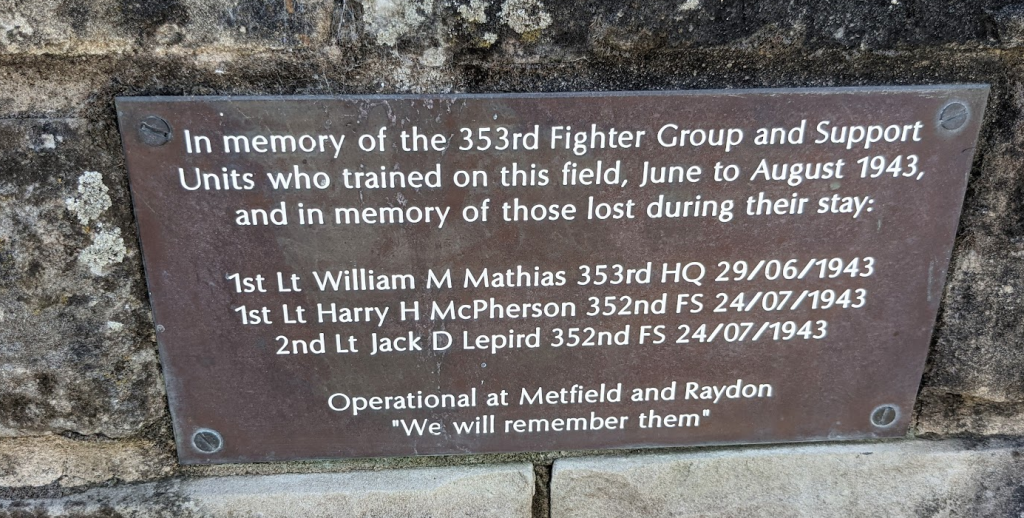 In memory of the 353rd Fighter Group and Support
Units who trained on this field, June to August 1943,
and in memory of those lost during their stay:
1st Lt William M Mathias 353rd HQ 29/06/1943
1st Lt Harry H McPherson 352nd FS 24/07/1943
2nd Lt Jack D Lepird 352nd FS 24/07/1943
Operational at Metfield and Raydon
"We will remember them"